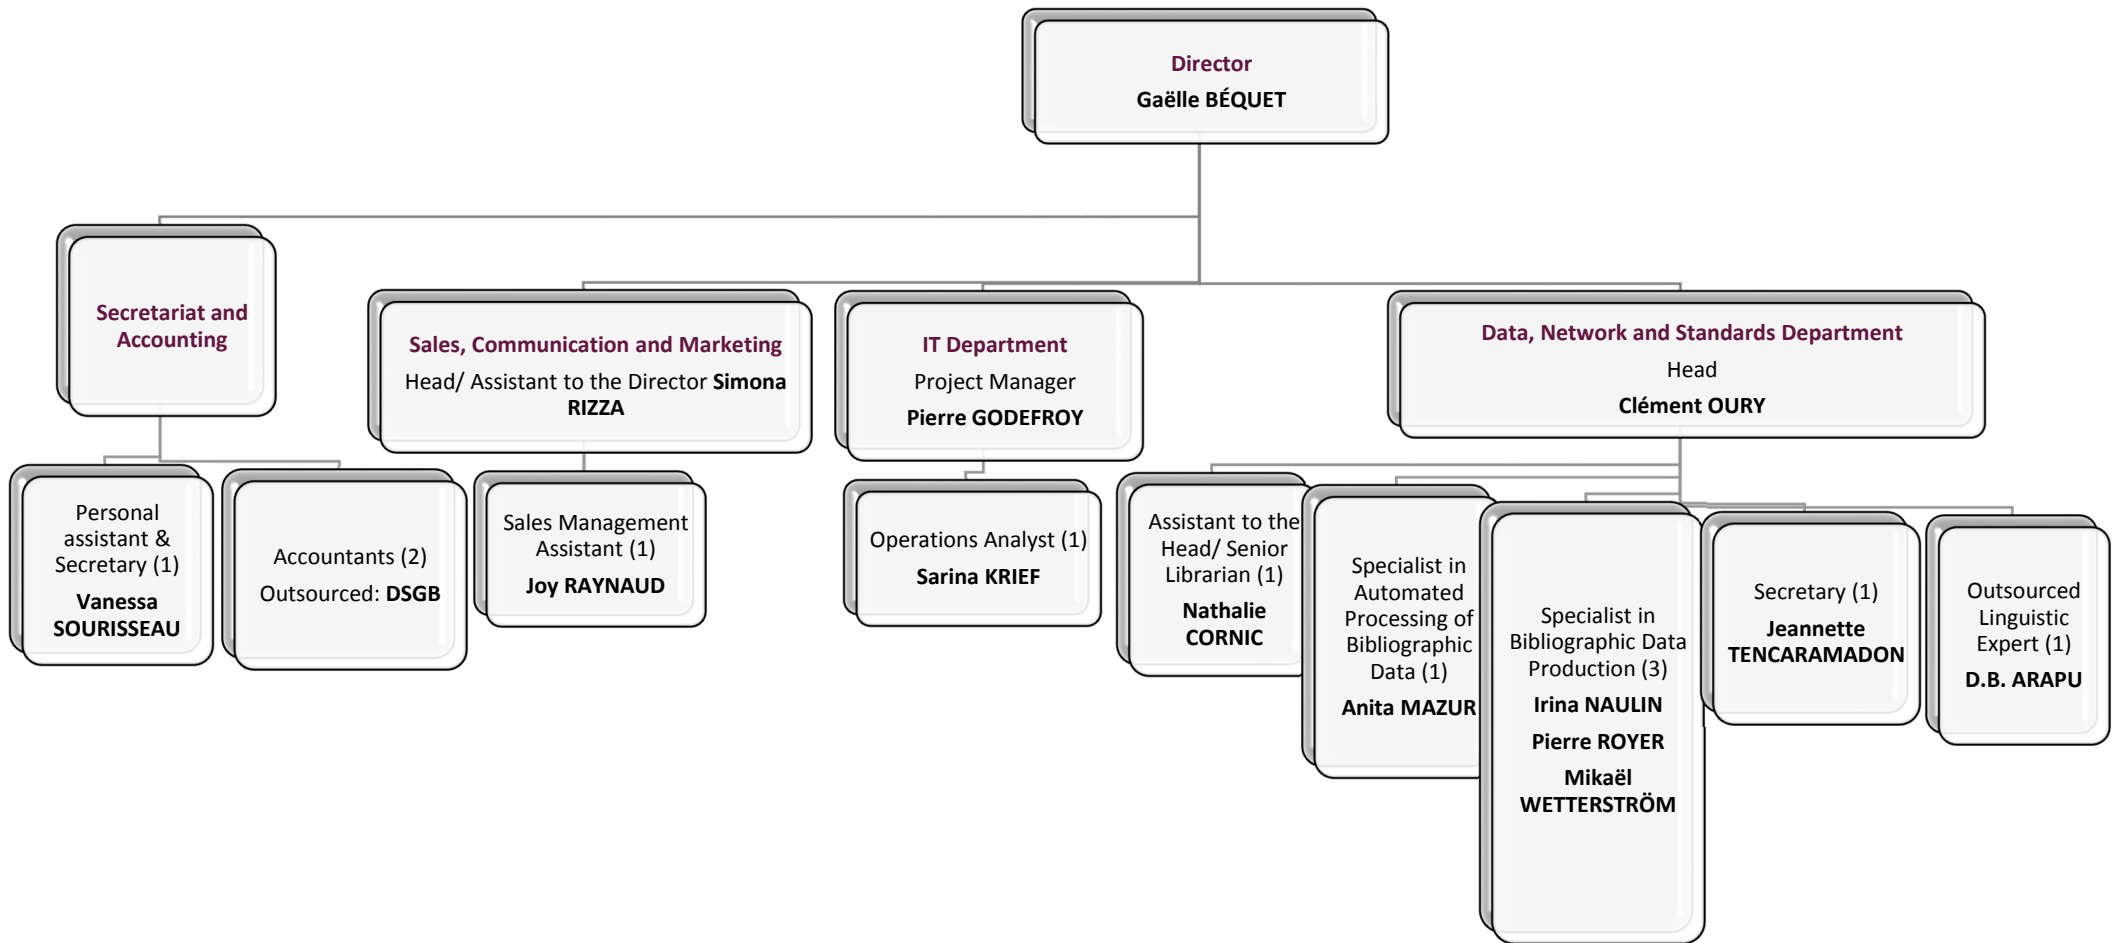 Director
Gaëlle BÉQUET
Secretariat and
Accounting
Sales, Communication and Marketing
Head/ Assistant to the Director Simona
RIZZA
IT Department
Project Manager
Pierre GODEFROY
Data, Network and Standards Department
Head
Clément OURY
Personal
assistant &
Secretary (1)
Vanessa
SOURISSEAU
Accountants (2)
Outsourced: DSGB
Sales Management
Assistant (1)
Joy RAYNAUD
Operations Analyst (1)
Sarina KRIEF
Assistant to the
Head/ Senior
Librarian (1)
Nathalie
CORNIC
Specialist in
Automated
Processing of
Bibliographic
Data (1)
Anita MAZUR
Specialist in
Bibliographic Data
Production (3)
Irina NAULIN
Pierre ROYER
Mikaël
WETTERSTRÖM
Secretary (1)
Jeannette
TENCARAMADON
Outsourced
Linguistic
Expert (1)
D.B. ARAPU